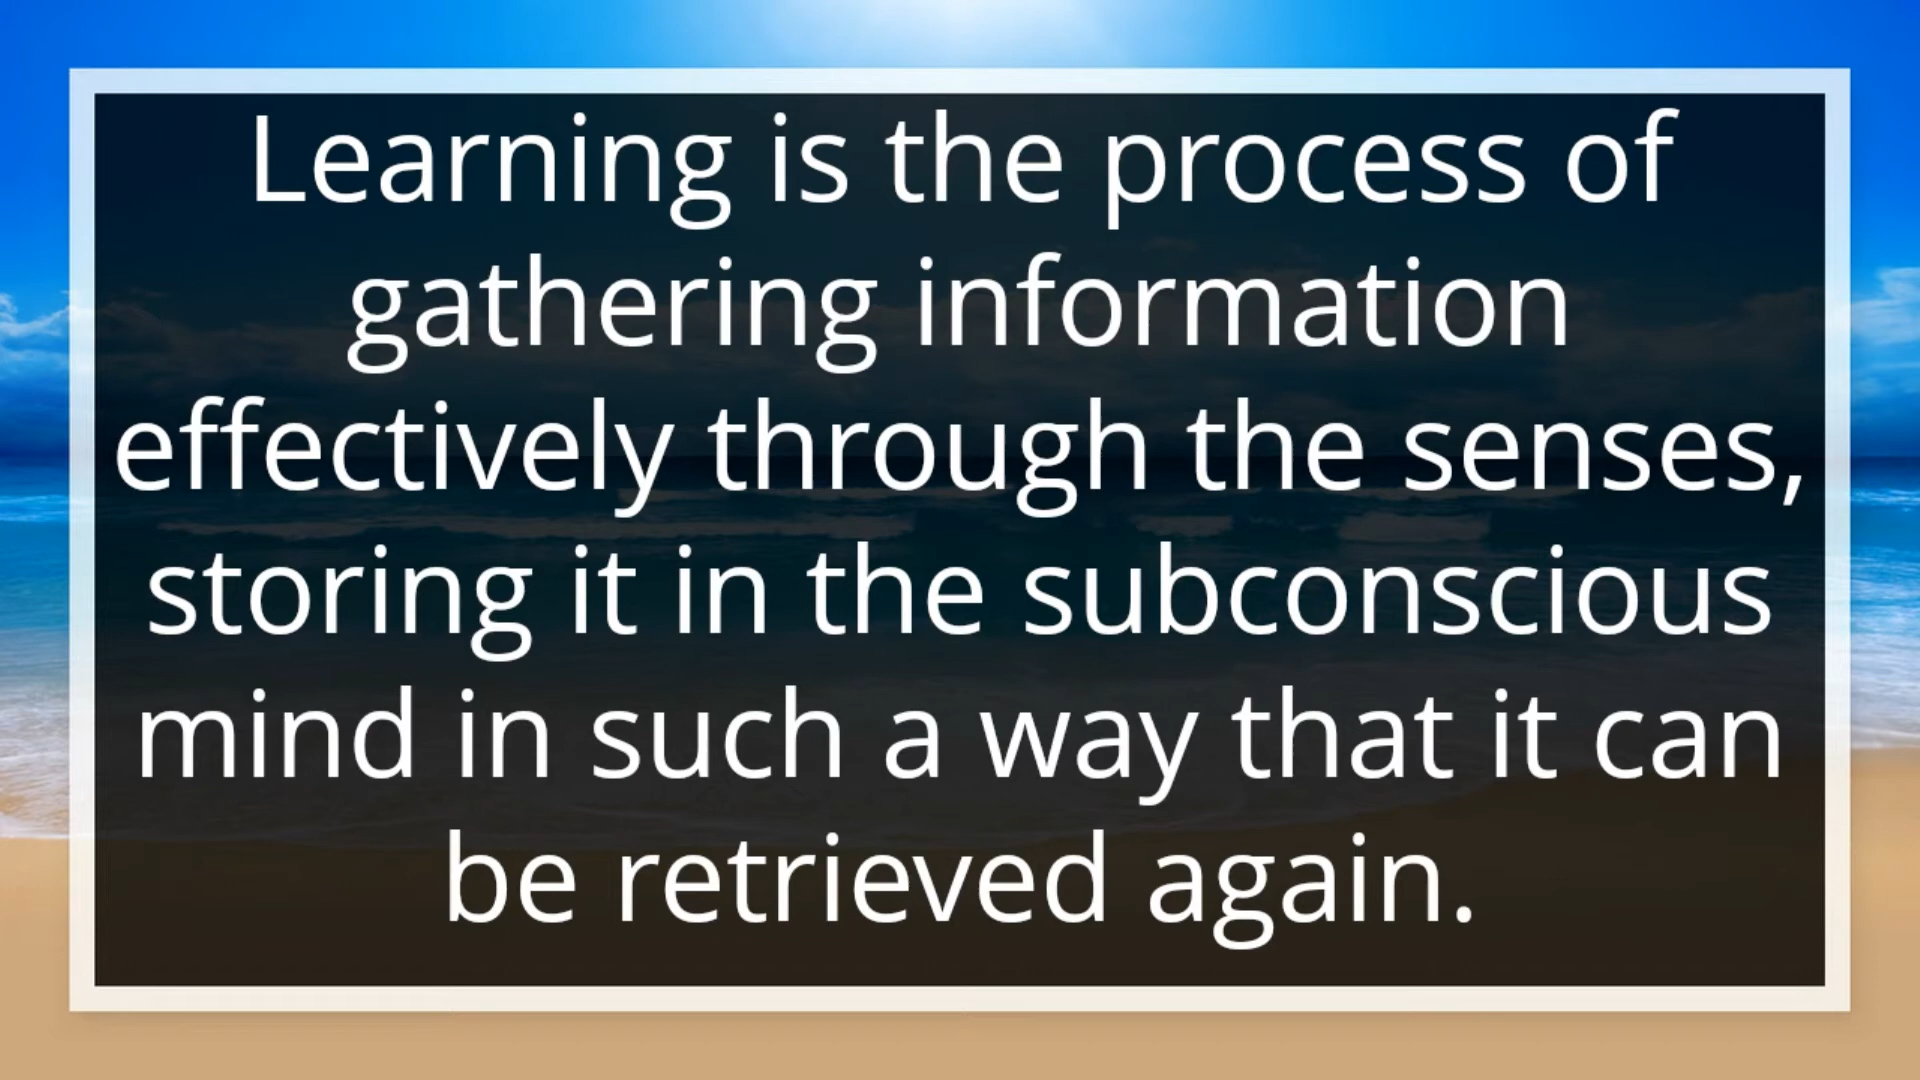 Learning is the process of
gathering information
effectively through the senses,
storing it in the subconscious
mind in such a way that it can
be retrieved again.